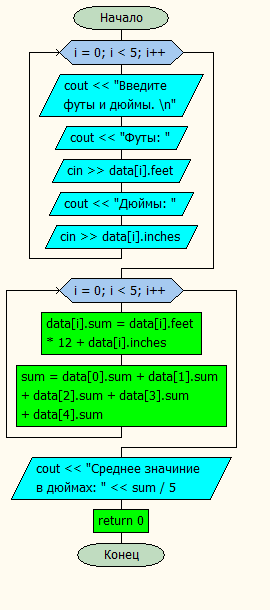 Начало
i = 0; i < 5; i++
cout << "Введите
футы и дюймы. \n"
cout << "Футы: "
cin >> data[i].feet
cout << "Дюймы: "
cin >> data[i].inches
i = 0; i < 5; i++
data[i].sum = data[i].feet
* 12 + data[i].inches
sum = data[0].sum + data[1].sum
+ data[2].sum + data[3].sum
+ data[4].sum
cout << "Среднее значиние
в дюймах: " << sum / 5
return 0
Конец